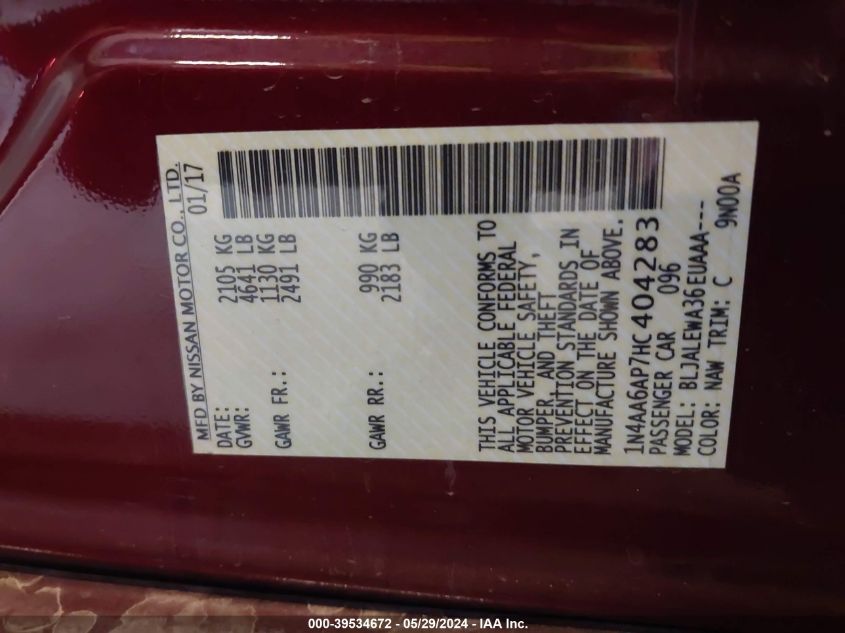 MFD BY NISSAN MOTOR CO., LTD.
DATE: 01/17
GVWR: 2105 KG
4641 LB
GAWR FR.: 1130 KG
2491 LB
GAWR RR.: 990 KG
2183 LB
THIS VEHICLE CONFORMS TO
ALL APPLICABLE FEDERAL
MOTOR VEHICLE SAFETY,
BUMPER, AND THEFT
PREVENTION STANDARDS IN
EFFECT ON THE DATE OF
MANUFACTURE SHOWN ABOVE.
1N4AA6AP7HC404283
PASSENGER CAR 096
MODEL: BLJALEWA36EUAAA---
COLOR: NAW TRIM: C 9N00A
000-39534672 - 05/29/2024 - IAA Inc.